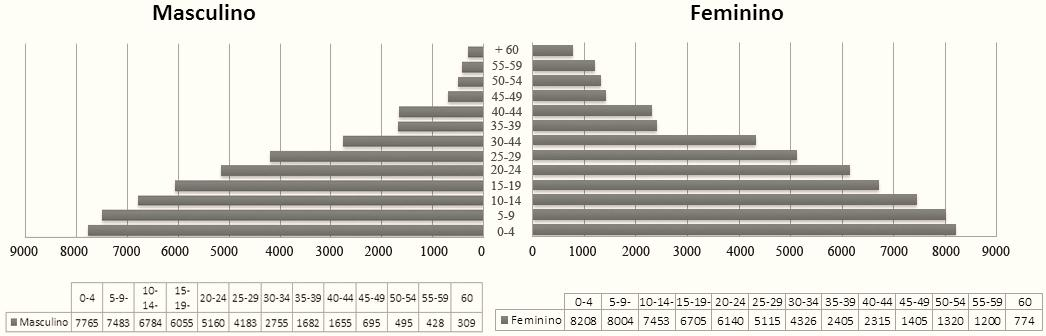 Masculino Feminino
+ 60
55-59
50-54
45-49
40-44
35-39
30-44
25-29
20-24
15-19
10-14
5-9
0-4
9000 8000 7000 6000 5000 4000 3000 2000 1000 0
0 1000 2000 3000 4000 5000 6000 7000 8000 9000
0-4 5-9- 10-14- 15-19- 20-24 25-29 30-34 35-39 40-44 45-49 50-54 55-59 60
Masculino 7765 7483 6784 6055 5160 4183 2755 1682 1655 695 495 428 309
0-4 5-9- 10-14- 15-19- 20-24 25-29 30-34 35-39 40-44 45-49 50-54 55-59 60
Feminino 8208 8004 7453 6705 6140 5115 4326 2405 2315 1405 1320 1200 774